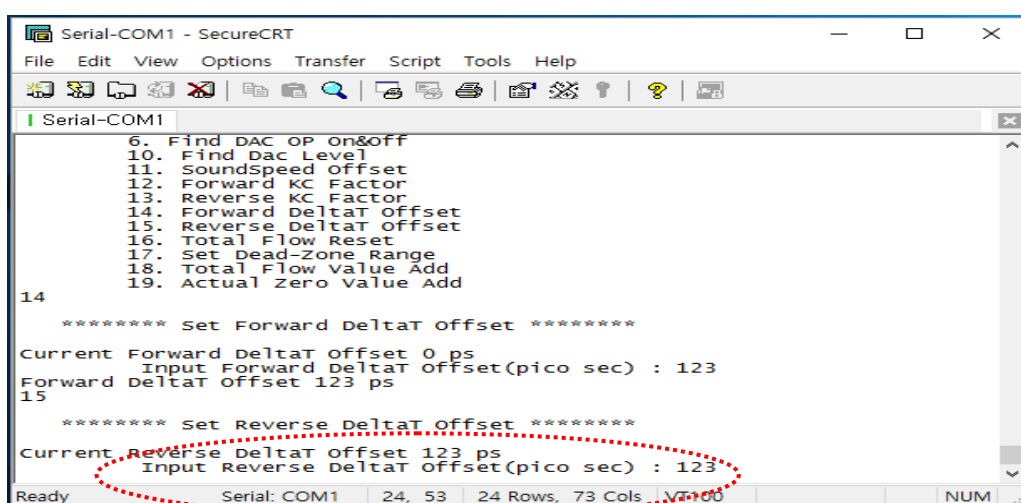 Serial-COM1 - SecureCRT
File Edit View Options Transfer Script Tools Help
Serial-COM1
6. Find DAC OP On&Off
10. Find Dac Level
11. SoundSpeed Offset
12. Forward KC Factor
13. Reverse KC Factor
14. Forward DeltaT Offset
15. Reverse DeltaT Offset
16. Total Flow Reset
17. Set Dead-Zone Range
18. Total Flow Value Add
19. Actual Zero Value Add
14
******** Set Forward DeltaT Offset ********
Current Forward DeltaT Offset 0 ps
Input Forward DeltaT Offset(pico sec) : 123
Forward DeltaT Offset 123 ps
15
******** Set Reverse DeltaT Offset ********
Current Reverse DeltaT Offset 123 ps
Input Reverse DeltaT Offset(pico sec) : 123
Ready Serial: COM1 24, 53 24 Rows, 73 Cols VT100 NUM